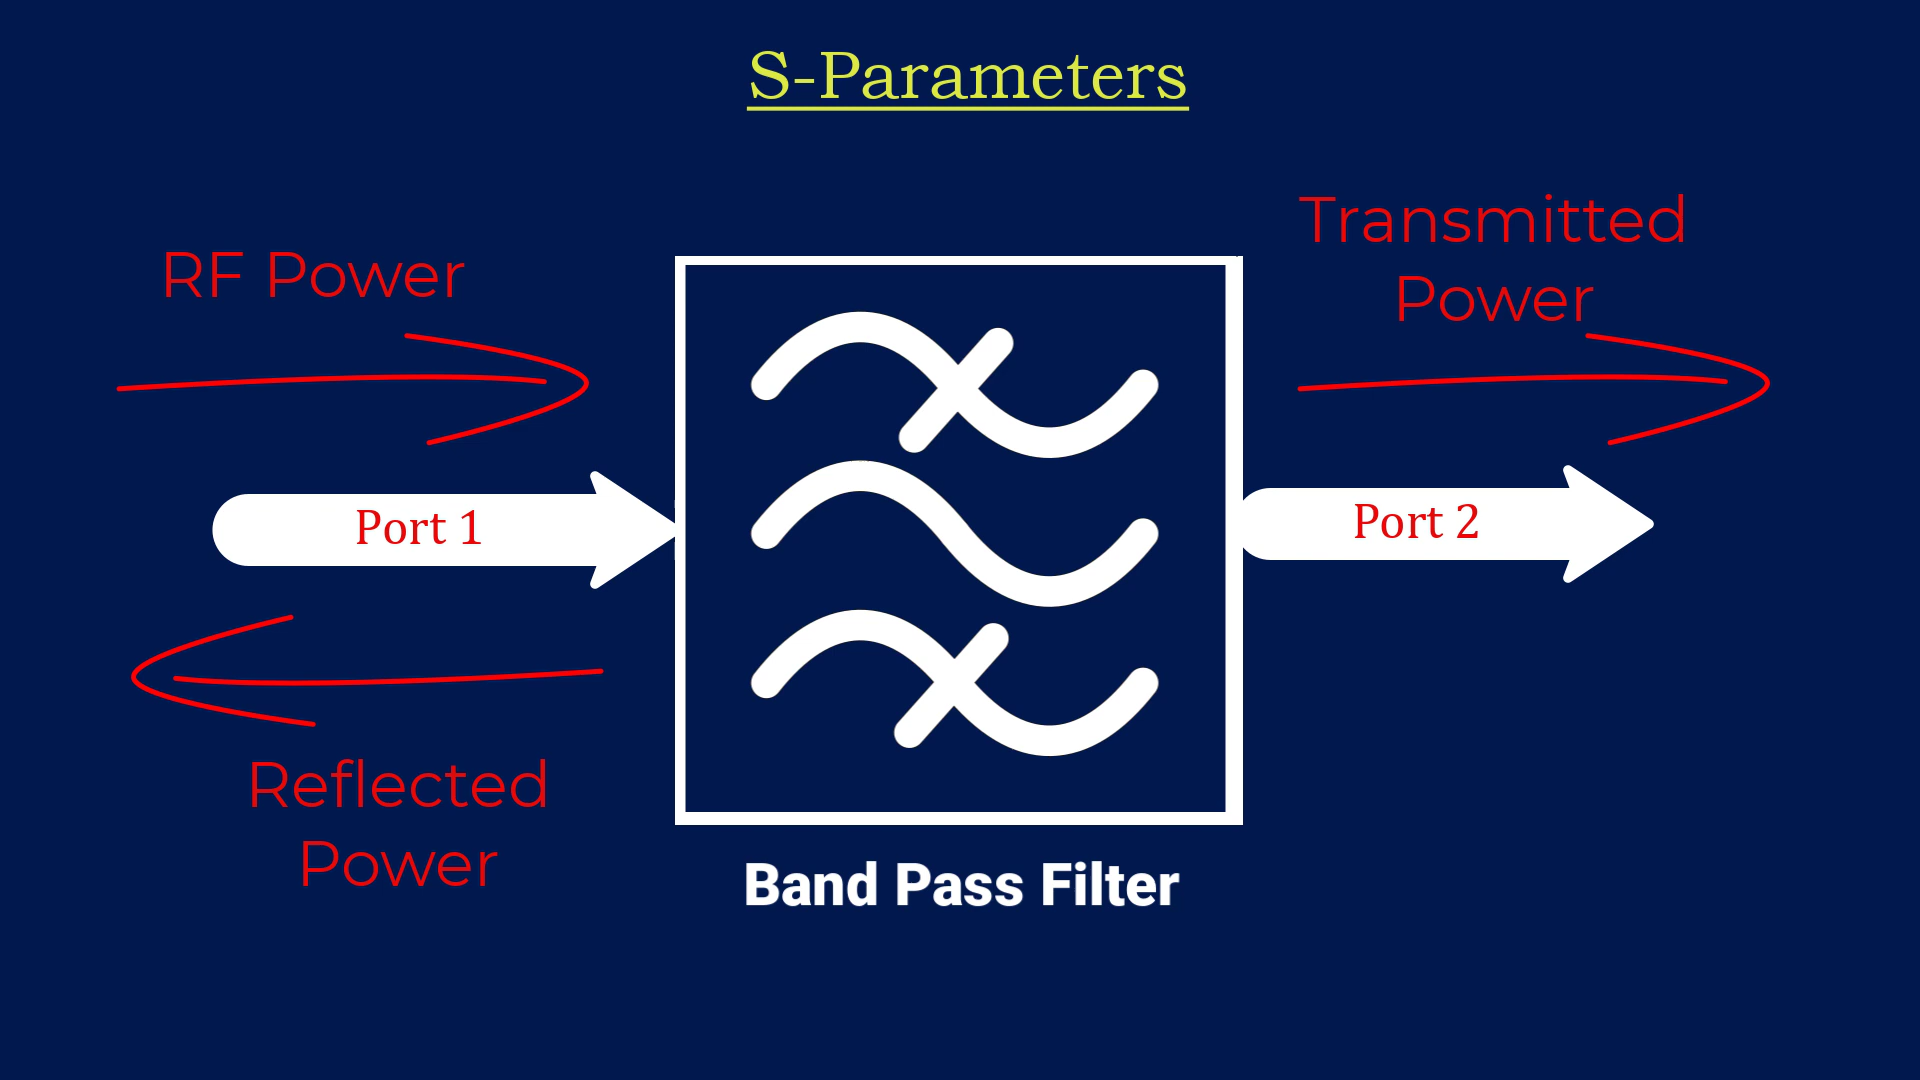 S-Parameters
RF Power
Transmitted
Power
Port 1
Port 2
Reflected
Power
Band Pass Filter